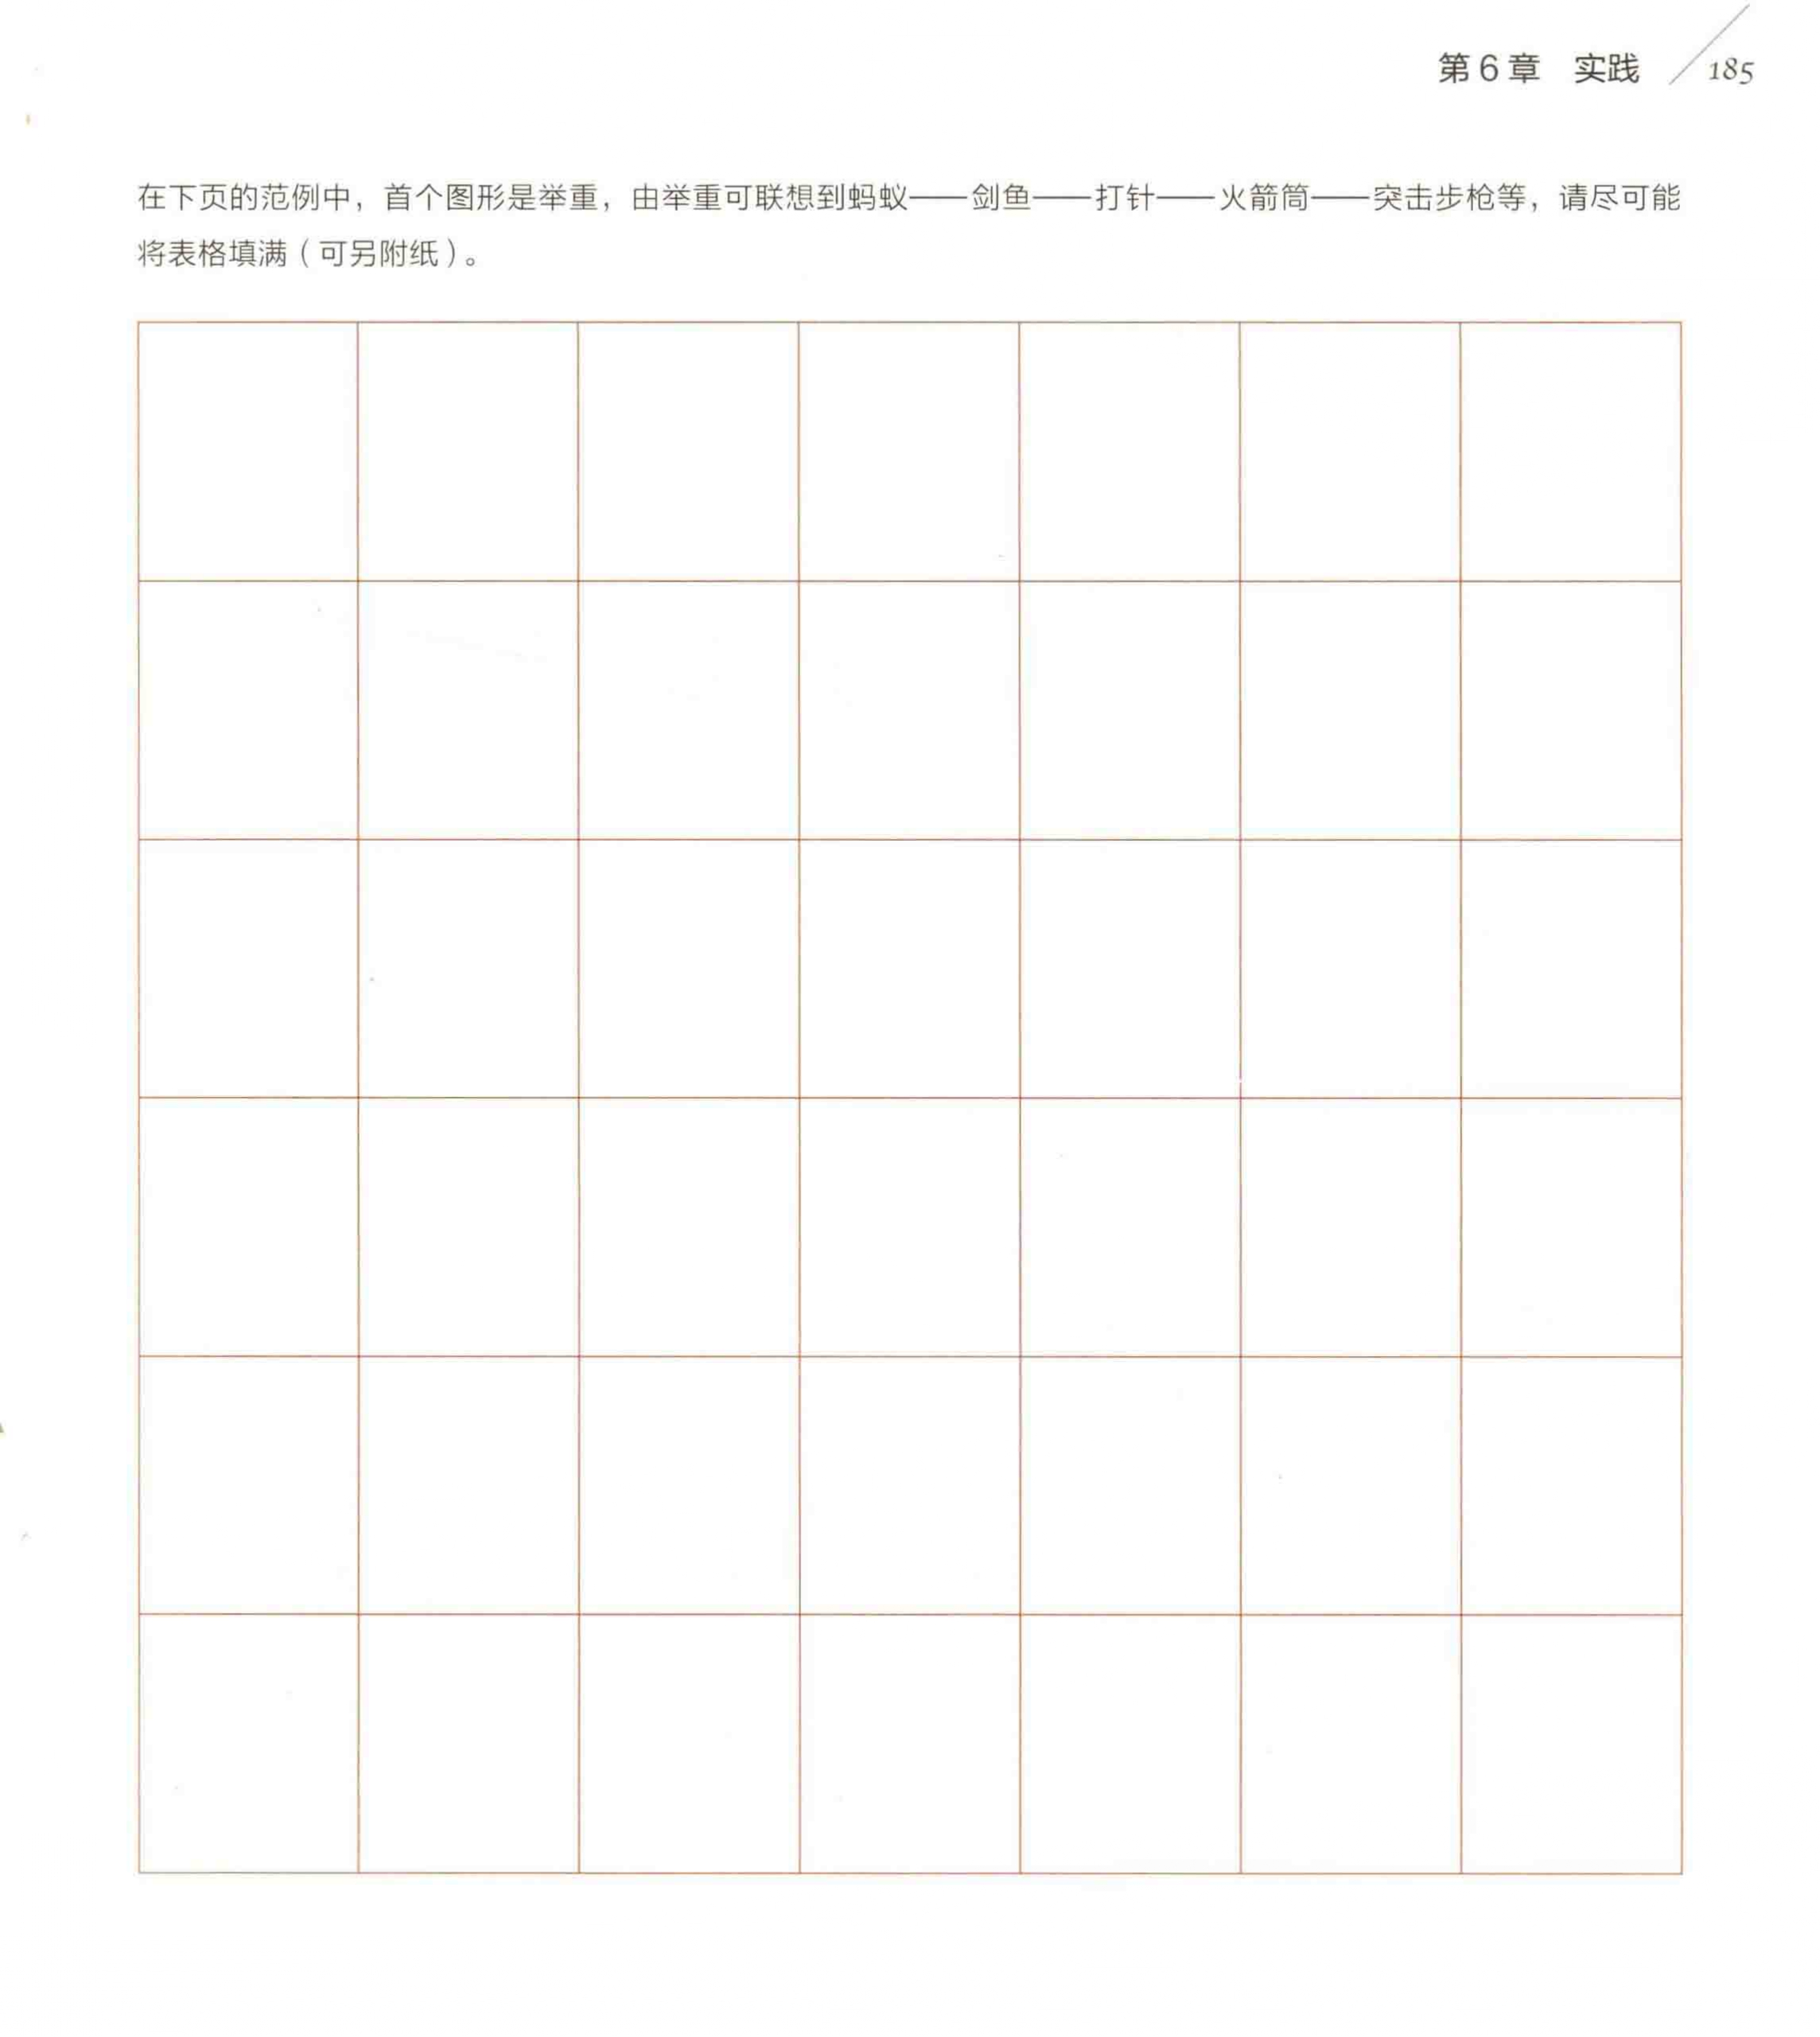 第6章 实践 185
在下页的范例中，首个图形是举重，由举重可联想到蚂蚁——剑鱼——打针——火箭筒——突击步枪等，请尽可能
将表格填满（可另附纸）。